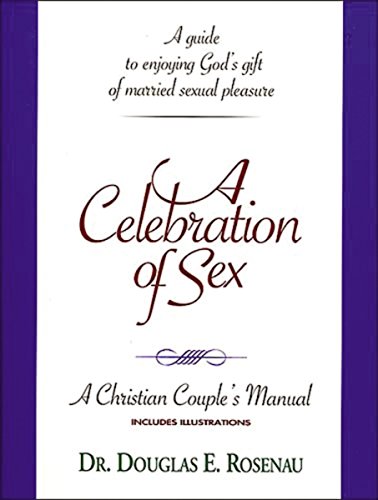 A guide
to enjoying God's gift
of married sexual pleasure
A
Celebration
of Sex
A Christian Couple's Manual
INCLUDES ILLUSTRATIONS
DR. DOUGLAS E. ROSENAU